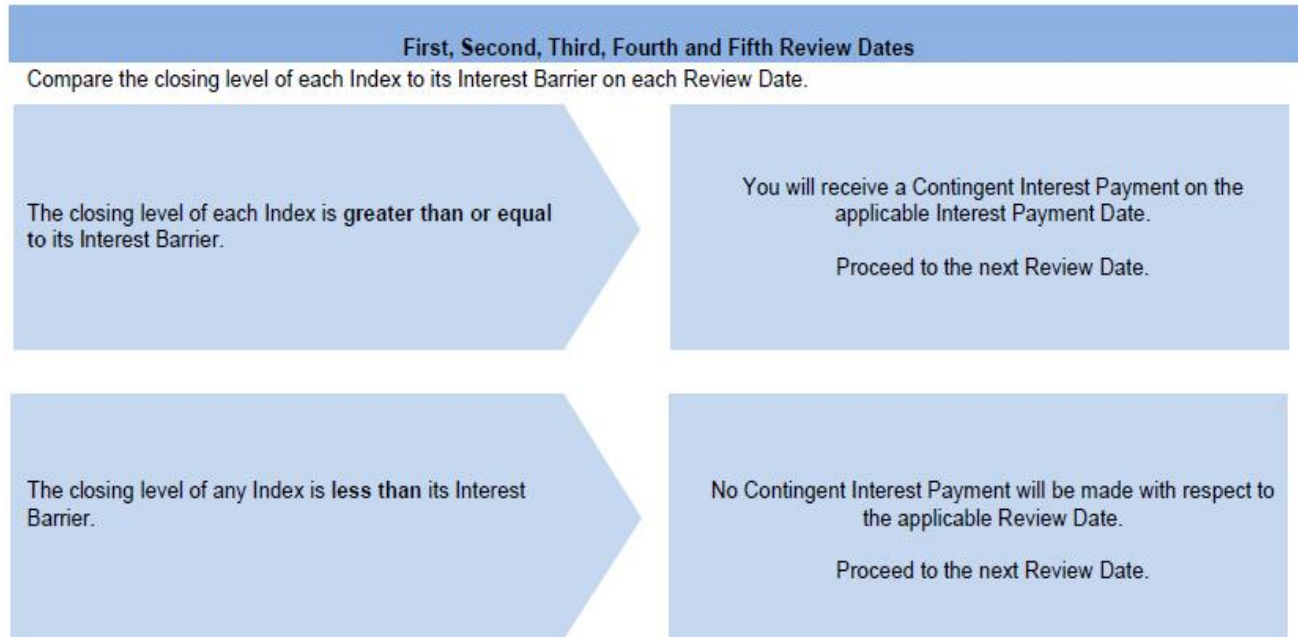 First, Second, Third, Fourth and Fifth Review Dates
Compare the closing level of each Index to its Interest Barrier on each Review Date.
The closing level of each Index is greater than or equal
to its Interest Barrier.
You will receive a Contingent Interest Payment on the
applicable Interest Payment Date.
Proceed to the next Review Date.
The closing level of any Index is less than its Interest
Barrier.
No Contingent Interest Payment will be made with respect to
the applicable Review Date.
Proceed to the next Review Date.